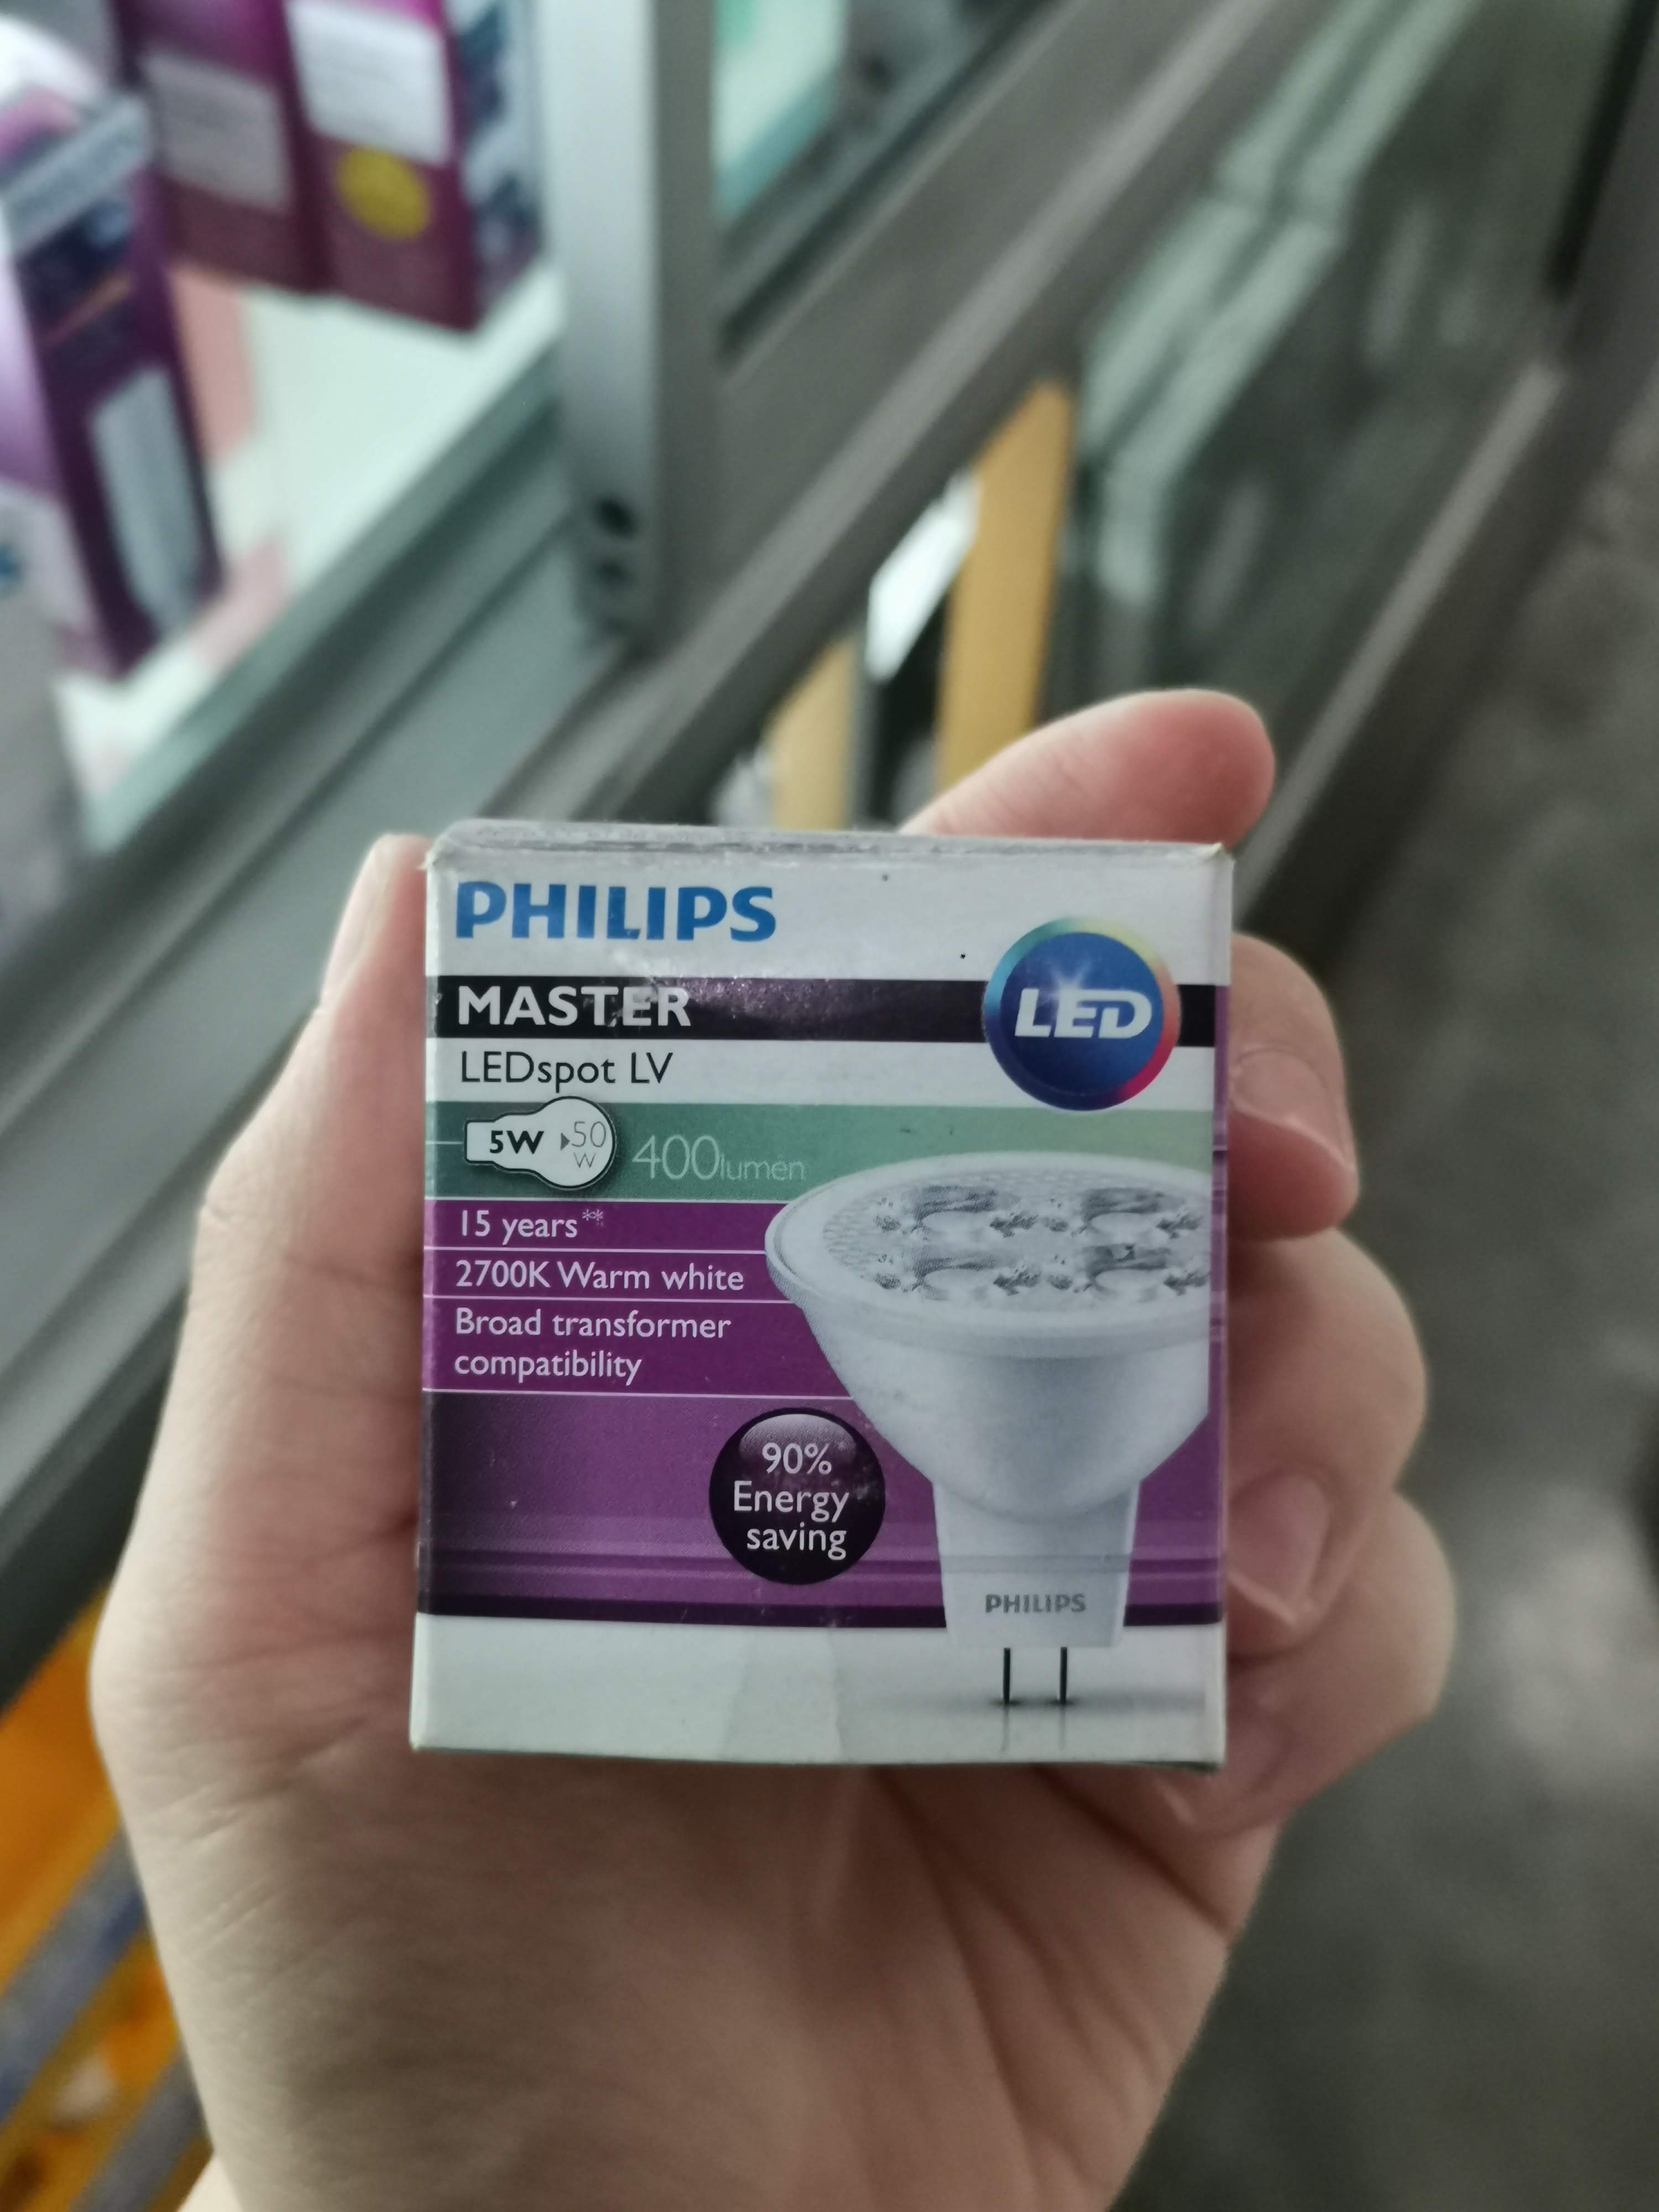 PHILIPS
MASTER
LED
LEDspot LV
5W ▸50
W
400lumen
15 years**
2700K Warm white
Broad transformer
compatibility
90%
Energy
saving
PHILIPS